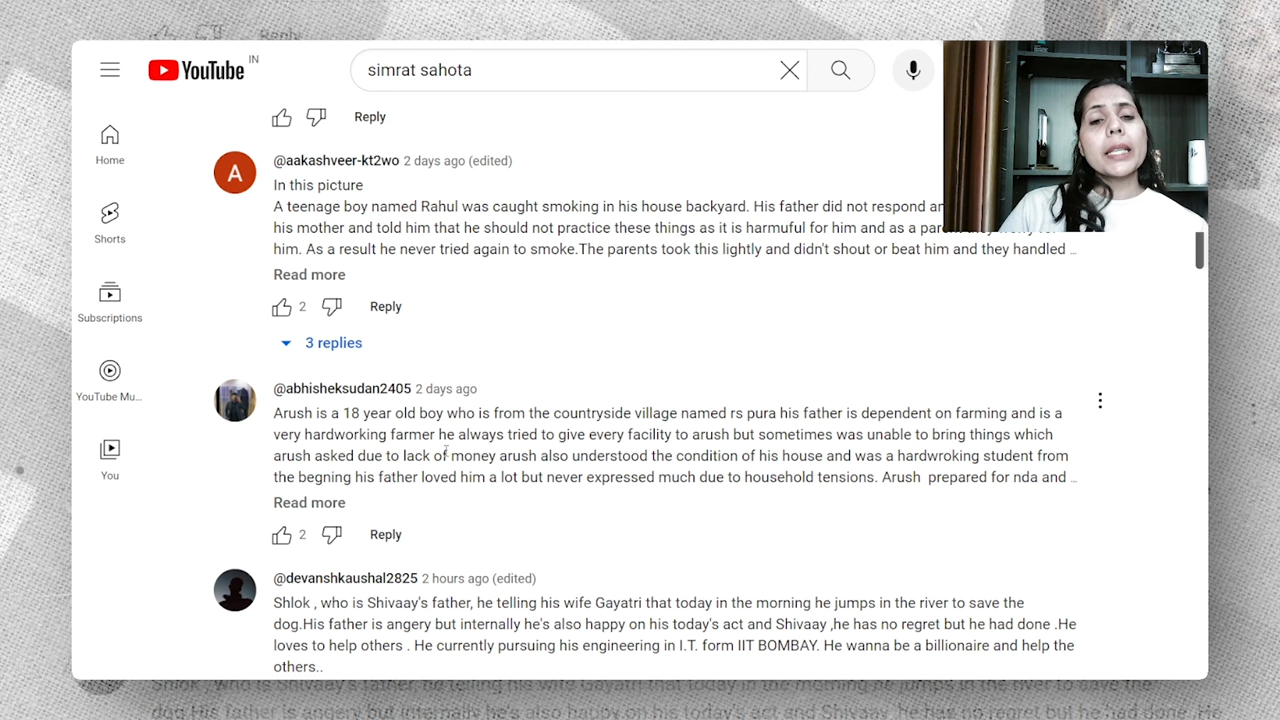 Reply
YouTube IN
simrat sahota
Home
Shorts
Subscriptions
YouTube Mu...
You
Reply
A
@aakashveer-kt2wo 2 days ago (edited)
In this picture
A teenage boy named Rahul was caught smoking in his house backyard. His father did not respond
his mother and told him that he should not practice these things as it is harmful for him and as a
him. As a result he never tried again to smoke.The parents took this lightly and didn't shout or beat him and they handled ...
Read more
2 Reply
3 replies
@abhisheksudan2405 2 days ago
Arush is a 18 year old boy who is from the countryside village named rs pura his father is dependent on farming and is a
very hardworking farmer he always tried to give every facility to arush but sometimes was unable to bring things which
arush asked due to lack of money arush also understood the condition of his house and was a hardwroking student from
the begning his father loved him a lot but never expressed much due to household tensions. Arush prepared for nda and ...
Read more
2 Reply
@devanshkaushal2825 2 hours ago (edited)
Shlok , who is Shivaay's father, he telling his wife Gayatri that today in the morning he jumps in the river to save the
dog.His father is angery but internally he's also happy on his today's act and Shivaay ,he has no regret but he had done .He
loves to help others . He currently pursuing his engineering in I.T. form IIT BOMBAY. He wanna be a billionaire and help the
others..